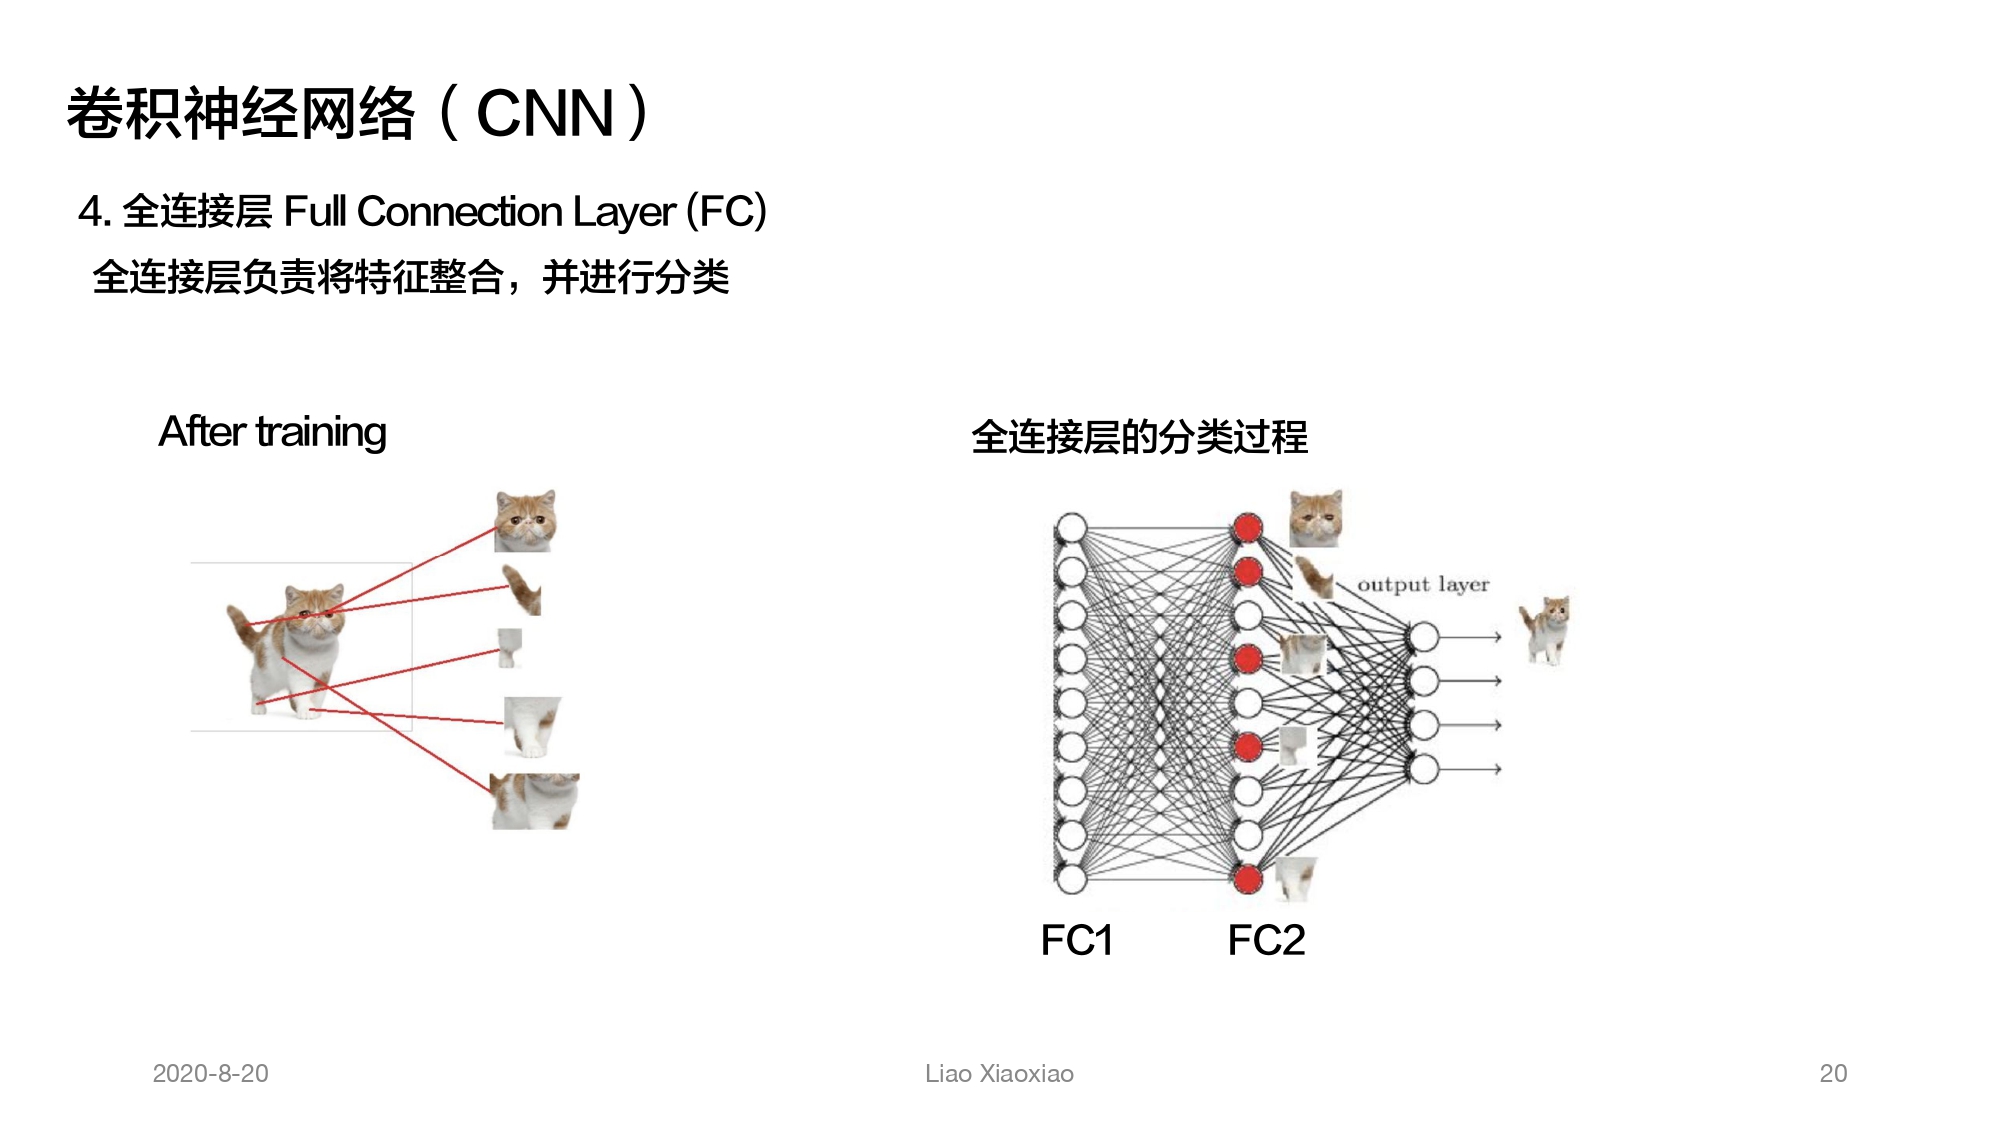 卷积神经网络（CNN）
4. 全连接层 Full Connection Layer (FC)
全连接层负责将特征整合，并进行分类
After training
全连接层的分类过程
output layer
FC1
FC2
2020-8-20
Liao Xiaoxiao
20